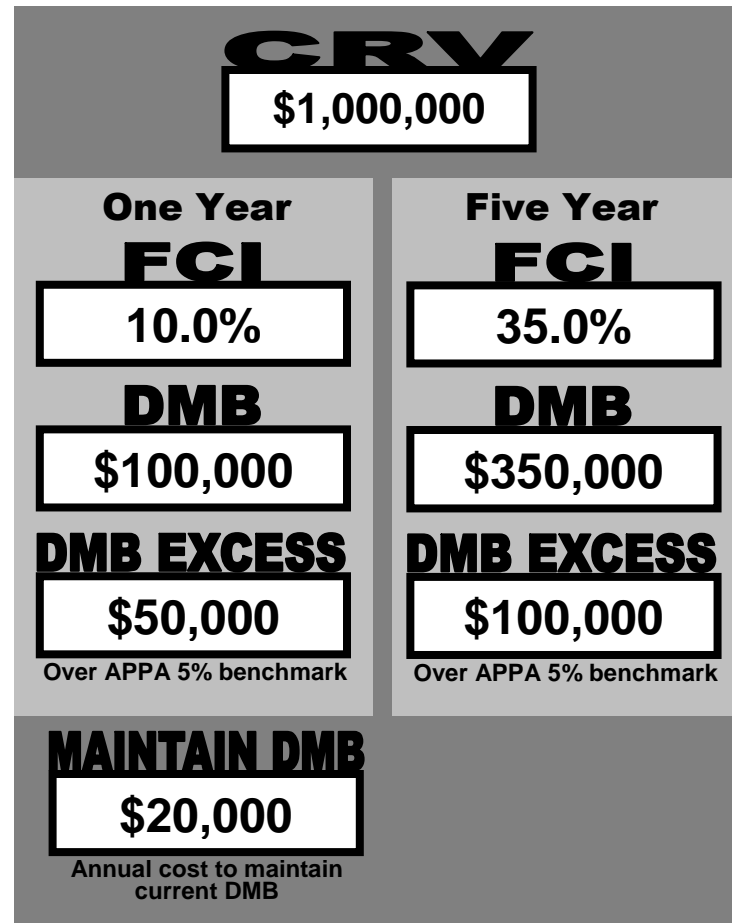 CRV
$1,000,000
One Year
FCI
10.0%
DMB
$100,000
DMB EXCESS
$50,000
Over APPA 5% benchmark
Five Year
FCI
35.0%
DMB
$350,000
DMB EXCESS
$100,000
Over APPA 5% benchmark
MAINTAIN DMB
$20,000
Annual cost to maintain
current DMB